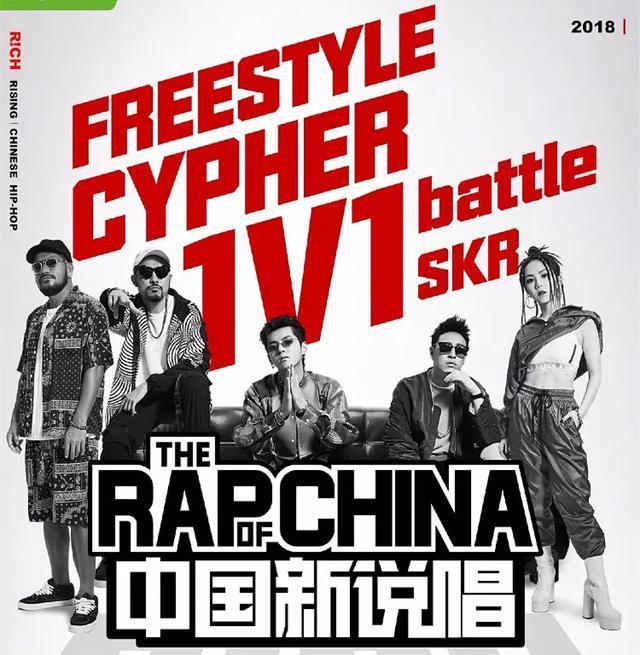 2018
R!CH
RISING! CHINESE HIP-HOP
FREESTYLE
CYPHER
1V1
battle
SKR
THE
RAP OF CHINA
中国新说唱